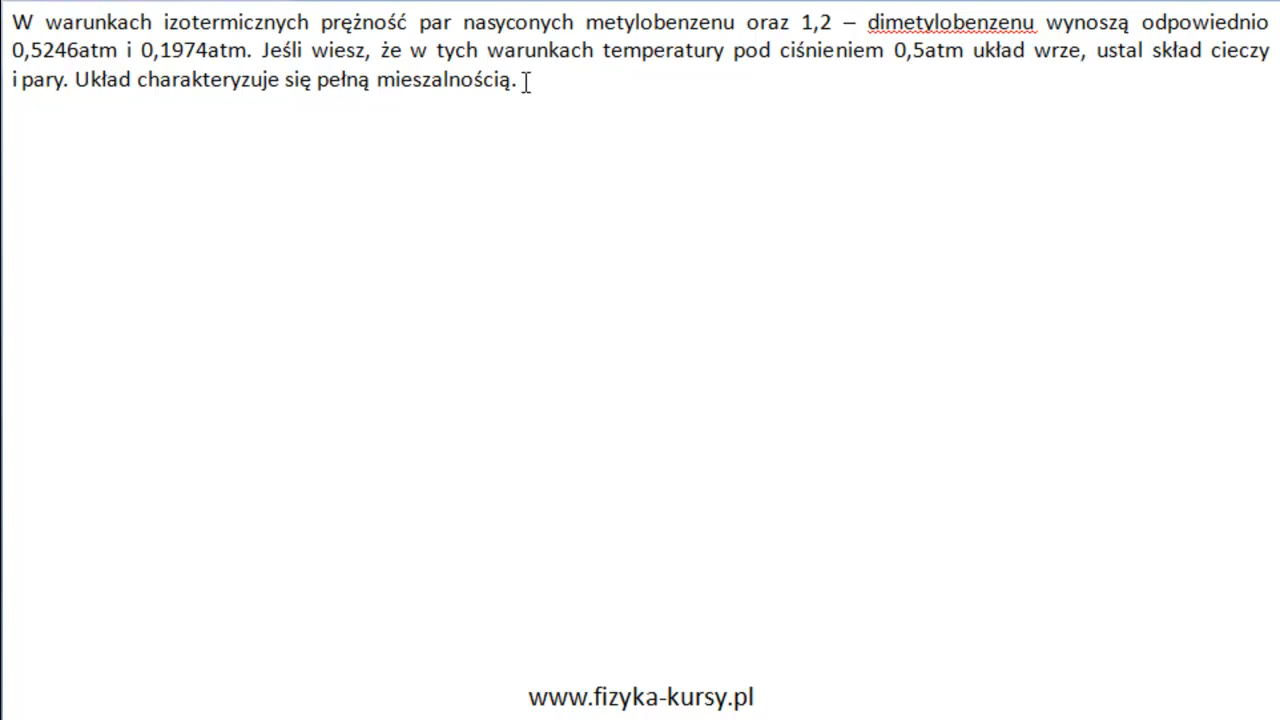 W warunkach izotermicznych prężność par nasyconych metylobenzenu oraz 1,2 – dimetylobenzenu wynoszą odpowiednio
0,5246atm i 0,1974atm. Jeśli wiesz, że w tych warunkach temperatury pod ciśnieniem 0,5atm układ wrze, ustal skład cieczy
i pary. Układ charakteryzuje się pełną mieszalnością.
www.fizyka-kursy.pl